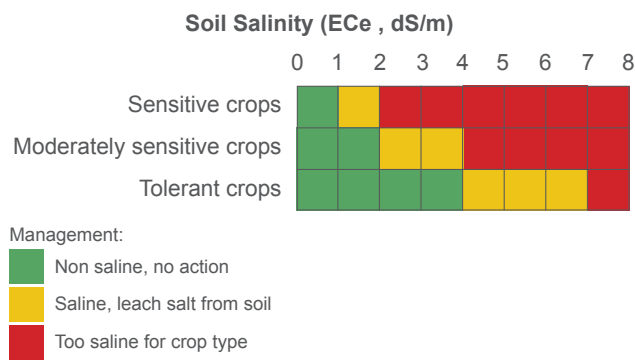 Soil Salinity (ECe , dS/m)
0 1 2 3 4 5 6 7 8
Sensitive crops
Moderately sensitive crops
Tolerant crops
Management:
Non saline, no action
Saline, leach salt from soil
Too saline for crop type